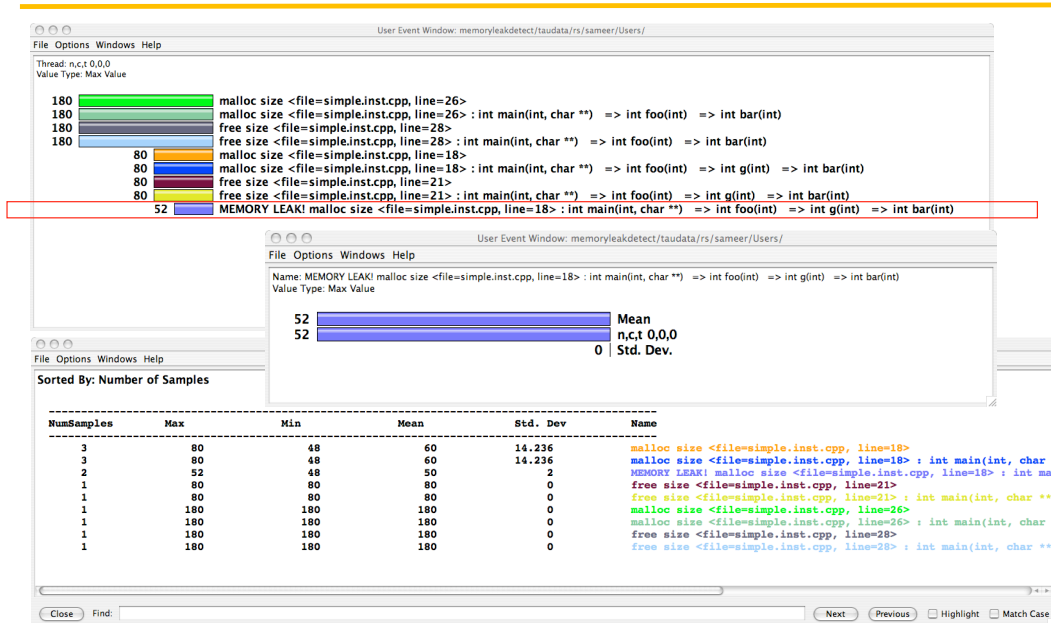 User Event Window: memoryleakdetect/taudata/rs/sameer/Users/
File Options Windows Help
Thread: n,c,t 0,0,0
Value Type: Max Value
180 malloc size <file=simple.inst.cpp, line=26>
180 malloc size <file=simple.inst.cpp, line=26> : int main(int, char **) => int foo(int) => int bar(int)
180 free size <file=simple.inst.cpp, line=28>
180 free size <file=simple.inst.cpp, line=28> : int main(int, char **) => int foo(int) => int bar(int)
80 malloc size <file=simple.inst.cpp, line=18>
80 malloc size <file=simple.inst.cpp, line=18> : int main(int, char **) => int foo(int) => int g(int) => int bar(int)
80 free size <file=simple.inst.cpp, line=21>
80 free size <file=simple.inst.cpp, line=21> : int main(int, char **) => int foo(int) => int g(int) => int bar(int)
52 MEMORY LEAK! malloc size <file=simple.inst.cpp, line=18> : int main(int, char **) => int foo(int) => int g(int) => int bar(int)
User Event Window: memoryleakdetect/taudata/rs/sameer/Users/
File Options Windows Help
Name: MEMORY LEAK! malloc size <file=simple.inst.cpp, line=18> : int main(int, char **) => int foo(int) => int g(int) => int bar(int)
Value Type: Max Value
52 Mean
52 n,c,t 0,0,0
0 Std. Dev.
File Options Windows Help
Sorted By: Number of Samples
NumSamples Max Min Mean Std. Dev Name
3 80 48 60 14.236 malloc size <file=simple.inst.cpp, line=18>
3 80 48 60 14.236 malloc size <file=simple.inst.cpp, line=18> : int main(int, char
2 52 48 50 2 MEMORY LEAK! malloc size <file=simple.inst.cpp, line=18> : int ma
1 80 80 80 0 free size <file=simple.inst.cpp, line=21>
1 80 80 80 0 free size <file=simple.inst.cpp, line=21> : int main(int, char **
1 180 180 180 0 malloc size <file=simple.inst.cpp, line=26>
1 180 180 180 0 malloc size <file=simple.inst.cpp, line=26> : int main(int, char
1 180 180 180 0 free size <file=simple.inst.cpp, line=28>
1 180 180 180 0 free size <file=simple.inst.cpp, line=28> : int main(int, char **
Close Find: Next Previous Highlight Match Case